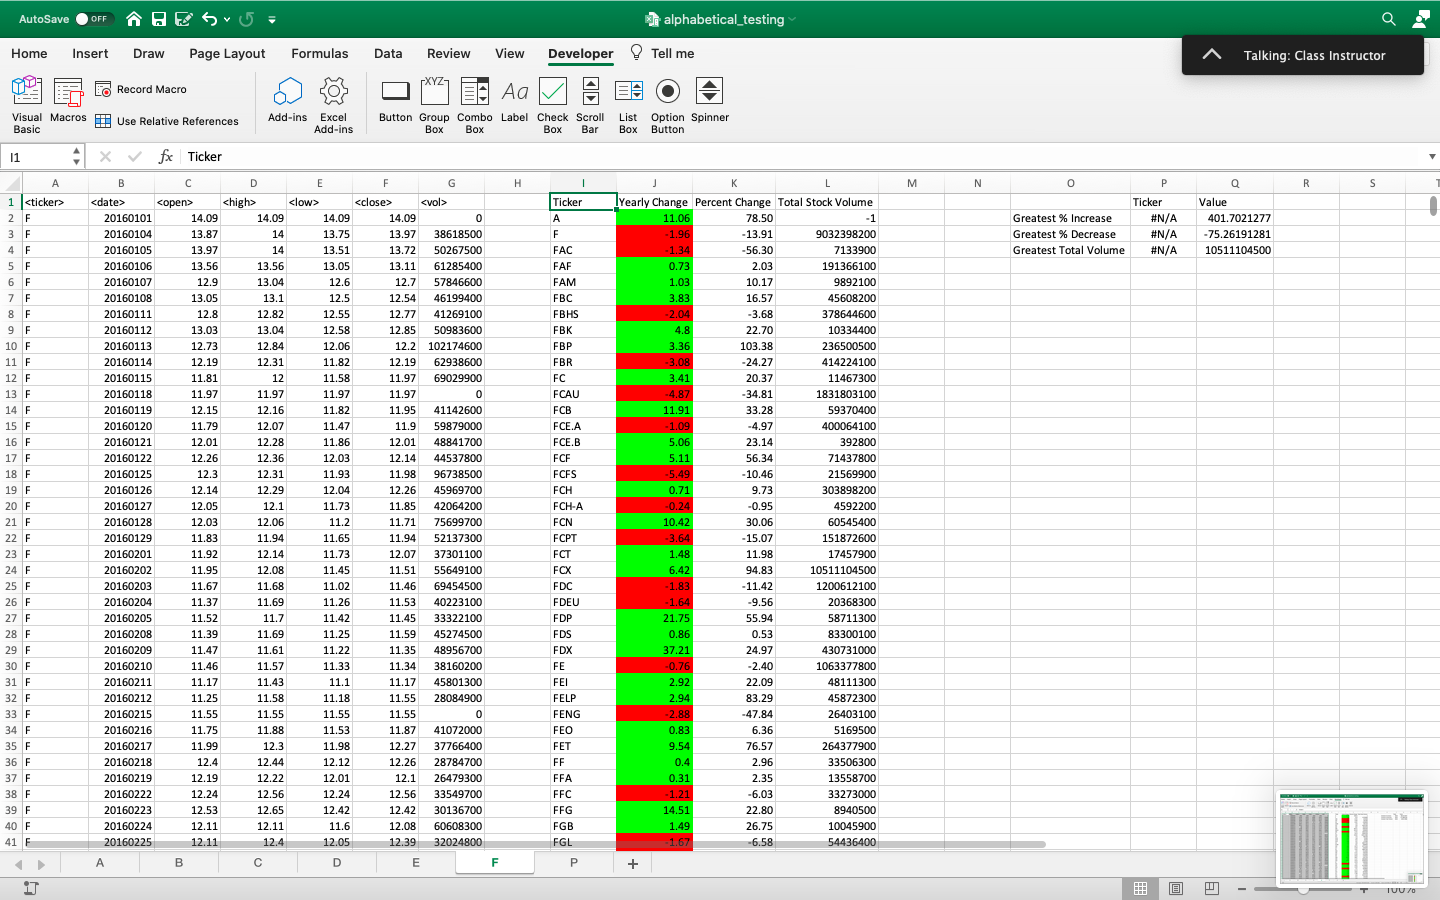 AutoSave OFF alphabetical_testing
Home Insert Draw Page Layout Formulas Data Review View Developer Tell me
Talking: Class Instructor
Visual Basic Macros Record Macro Use Relative References Add-ins Excel Add-ins Button Group Box Combo Box Label Check Box Scroll Bar List Box Option Button Spinner
XYZ Aa
I1 fx Ticker
A B C D E F G H I J K L M N O P Q R S T
1 <ticker> <date> <open> <high> <low> <close> <vol> Ticker Yearly Change Percent Change Total Stock Volume Ticker Value
2 F 20160101 14.09 14.09 14.09 14.09 0 A 11.06 78.50 -1 Greatest % Increase #N/A 401.7021277
3 F 20160104 13.87 14 13.75 13.97 38618500 F -1.96 -13.91 9032398200 Greatest % Decrease #N/A -75.26191281
4 F 20160105 13.97 14 13.51 13.72 50267500 FAC -1.34 -56.30 7133900 Greatest Total Volume #N/A 10511104500
5 F 20160106 13.56 13.56 13.05 13.11 61285400 FAF 0.73 2.03 191366100
6 F 20160107 12.9 13.04 12.6 12.7 57846600 FAM 1.03 10.17 9892100
7 F 20160108 13.05 13.1 12.5 12.54 46199400 FBC 3.83 16.57 45608200
8 F 20160111 12.8 12.82 12.55 12.77 41269100 FBHS -2.04 -3.68 378644600
9 F 20160112 13.03 13.04 12.58 12.85 50983600 FBK 4.8 22.70 10334400
10 F 20160113 12.73 12.84 12.06 12.2 102174600 FBP 3.36 103.38 236500500
11 F 20160114 12.19 12.31 11.82 12.19 62938600 FBR -3.08 -24.27 414224100
12 F 20160115 11.81 12 11.58 11.97 69029900 FC 3.41 20.37 11467300
13 F 20160118 11.97 11.97 11.97 11.97 0 FCAU -4.87 -34.81 1831803100
14 F 20160119 12.15 12.16 11.82 11.95 41142600 FCB 11.91 33.28 59370400
15 F 20160120 11.79 12.07 11.47 11.9 59879000 FCE.A -1.09 -4.97 400064100
16 F 20160121 12.01 12.28 11.86 12.01 48841700 FCE.B 5.06 23.14 392800
17 F 20160122 12.26 12.36 12.03 12.14 44537800 FCF 5.11 56.34 71437800
18 F 20160125 12.3 12.31 11.93 11.98 96738500 FCFS -5.49 -10.46 21569900
19 F 20160126 12.14 12.29 12.04 12.26 45969700 FCH 0.71 9.73 303898200
20 F 20160127 12.05 12.1 11.73 11.85 42064200 FCH-A -0.24 -0.95 4592200
21 F 20160128 12.03 12.06 11.2 11.71 75699700 FCN 10.42 30.06 60545400
22 F 20160129 11.83 11.94 11.65 11.94 52137300 FCPT -3.64 -15.07 151872600
23 F 20160201 11.92 12.14 11.73 12.07 37301100 FCT 1.48 11.98 17457900
24 F 20160202 11.95 12.08 11.45 11.51 55649100 FCX 6.42 94.83 10511104500
25 F 20160203 11.67 11.68 11.02 11.46 69454500 FDC -1.83 -11.42 1200612100
26 F 20160204 11.37 11.69 11.26 11.53 40223100 FDEU -1.64 -9.56 20368300
27 F 20160205 11.52 11.7 11.42 11.45 33322100 FDP 21.75 55.94 58711300
28 F 20160208 11.39 11.69 11.25 11.59 45274500 FDS 0.86 0.53 83300100
29 F 20160209 11.47 11.61 11.22 11.35 48956700 FDX 37.21 24.97 430731000
30 F 20160210 11.46 11.57 11.33 11.34 38160200 FE -0.76 -2.40 1063377800
31 F 20160211 11.17 11.43 11.1 11.17 45801300 FEI 2.92 22.09 48111300
32 F 20160212 11.25 11.58 11.18 11.55 28084900 FELP 2.94 83.29 45872300
33 F 20160215 11.55 11.55 11.55 11.55 0 FENG -2.88 -47.84 26403100
34 F 20160216 11.75 11.88 11.53 11.87 41072000 FEO 0.83 6.36 5169500
35 F 20160217 11.99 12.3 11.98 12.27 37766400 FET 9.54 76.57 264377900
36 F 20160218 12.4 12.44 12.12 12.26 28784700 FF 0.4 2.96 33506300
37 F 20160219 12.19 12.22 12.01 12.1 26479300 FFA 0.31 2.35 13558700
38 F 20160222 12.24 12.56 12.24 12.56 33549700 FFC -1.21 -6.03 33273000
39 F 20160223 12.53 12.65 12.42 12.42 30136700 FFG 14.51 22.80 8940500
40 F 20160224 12.11 12.11 11.6 12.08 60608300 FGB 1.49 26.75 10045900
41 F 20160225 12.11 12.4 12.05 12.39 32024800 FGL -1.67 -6.58 54436400
A B C D E F P +
100%